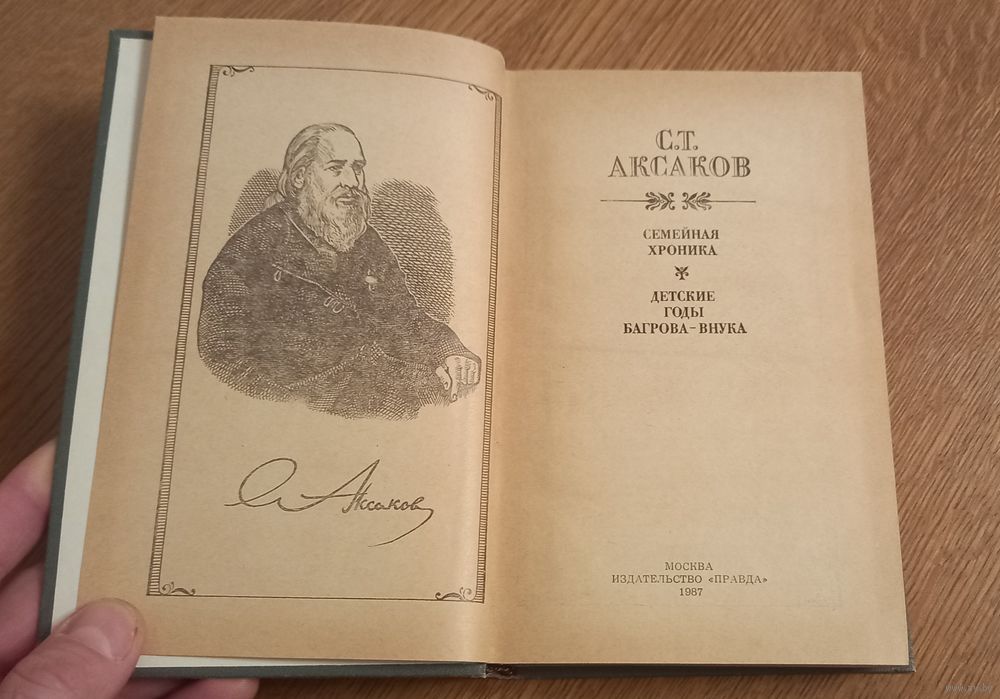 С. Аксаков
С.Т.
АКСАКОВ
СЕМЕЙНАЯ
ХРОНИКА
ДЕТСКИЕ
ГОДЫ
БАГРОВА-ВНУКА
МОСКВА
ИЗДАТЕЛЬСТВО «ПРАВДА»
1987